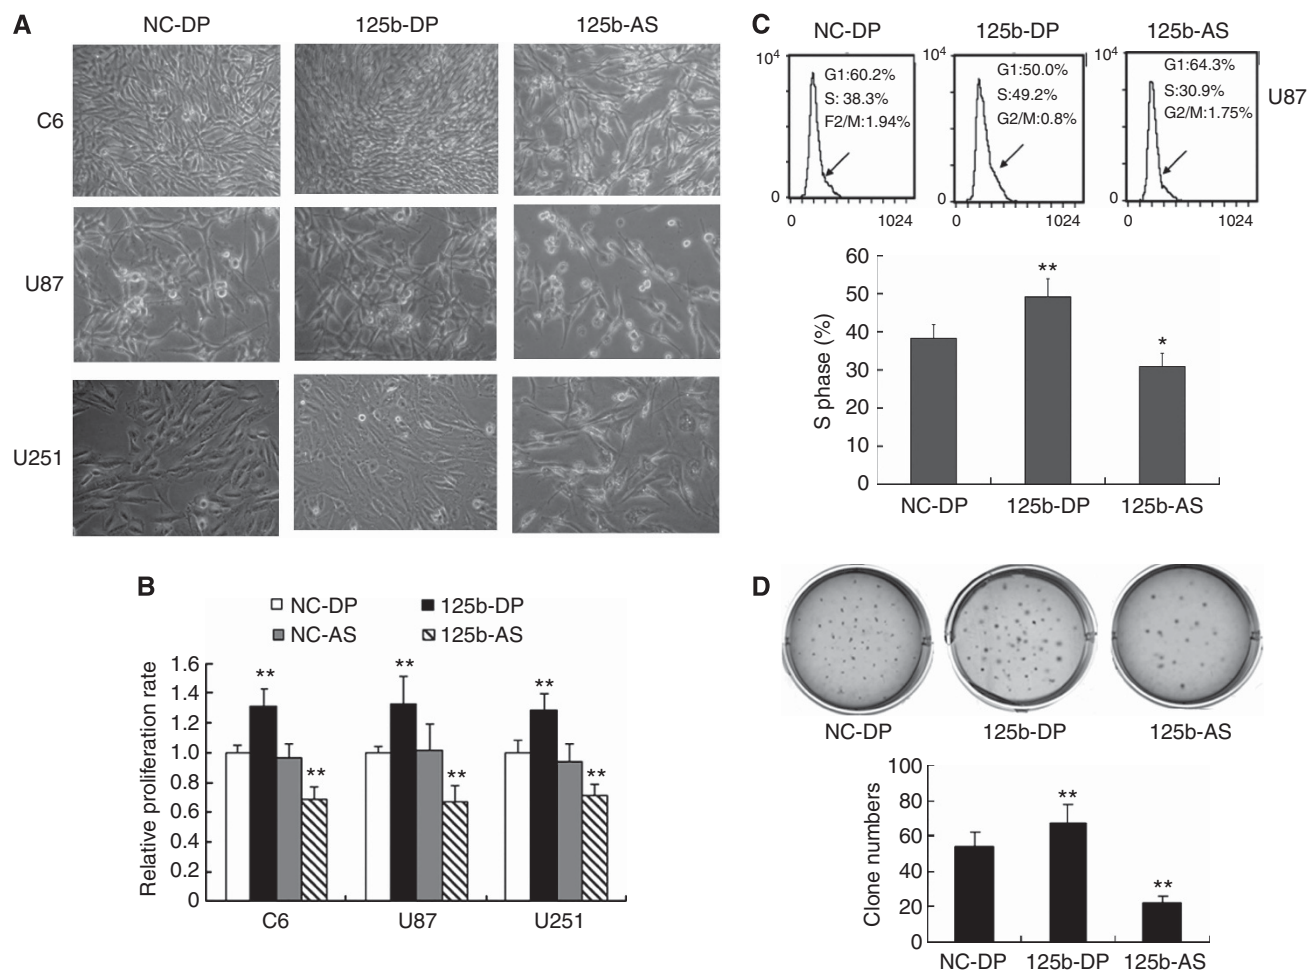 A
NC-DP
125b-DP
125b-AS
C6
U87
U251
B
NC-DP
125b-DP
NC-AS
125b-AS
Relative proliferation rate
1.6
1.4
1.2
1.0
0.8
0.6
0.4
0.2
0
**
**
**
**
**
**
C6
U87
U251
C
NC-DP
125b-DP
125b-AS
10⁴
G1:60.2%
S: 38.3%
F2/M:1.94%
0
0
1024
10⁴
G1:50.0%
S:49.2%
G2/M:0.8%
0
0
1024
10⁴
G1:64.3%
S:30.9%
G2/M:1.75%
0
0
1024
U87
S phase (%)
60
50
40
30
20
10
0
**
*
NC-DP
125b-DP
125b-AS
D
NC-DP
125b-DP
125b-AS
Clone numbers
100
80
60
40
20
0
**
**
NC-DP
125b-DP
125b-AS